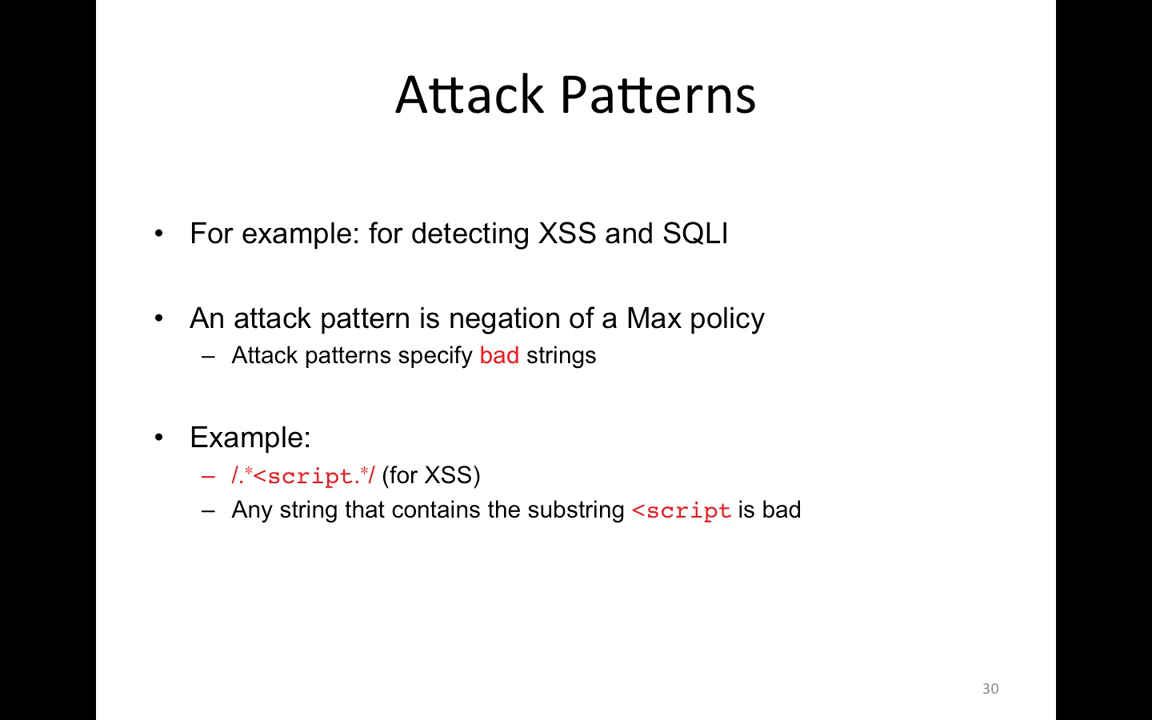 Attack Patterns
• For example: for detecting XSS and SQLI
• An attack pattern is negation of a Max policy
– Attack patterns specify bad strings
• Example:
– /.*<script.*/ (for XSS)
– Any string that contains the substring <script is bad
30